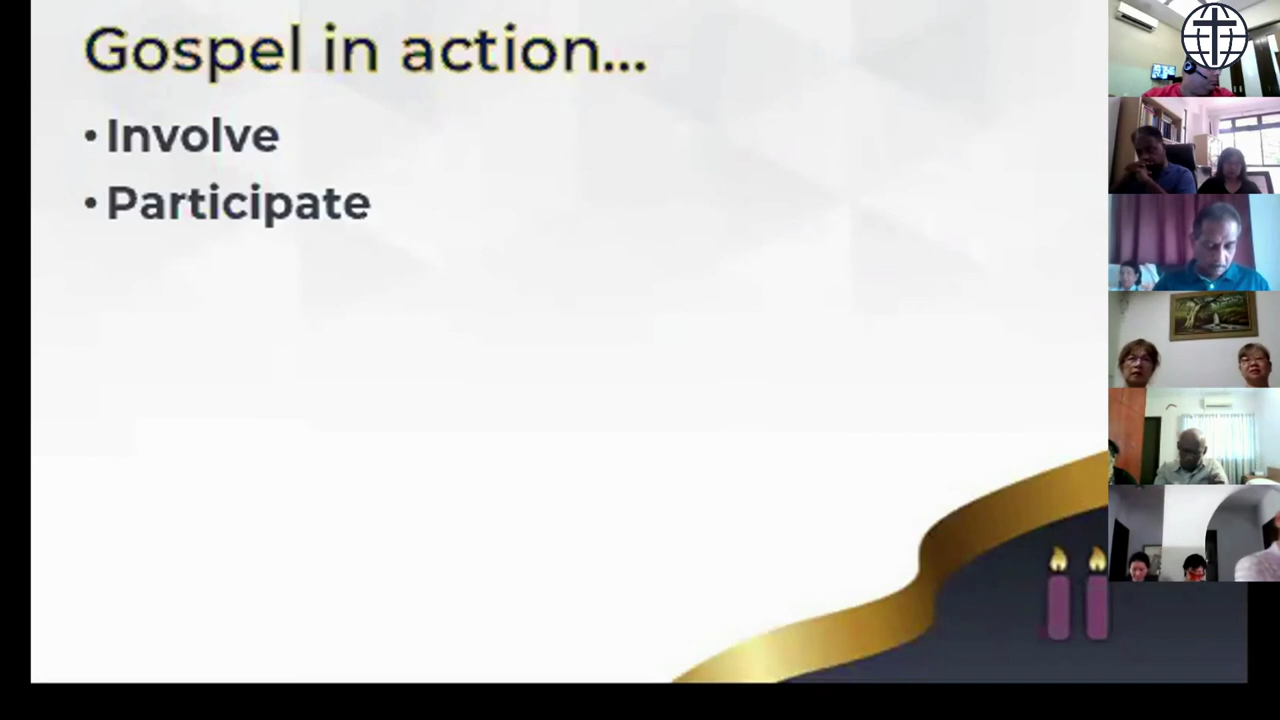 Gospel in action...
• Involve
• Participate